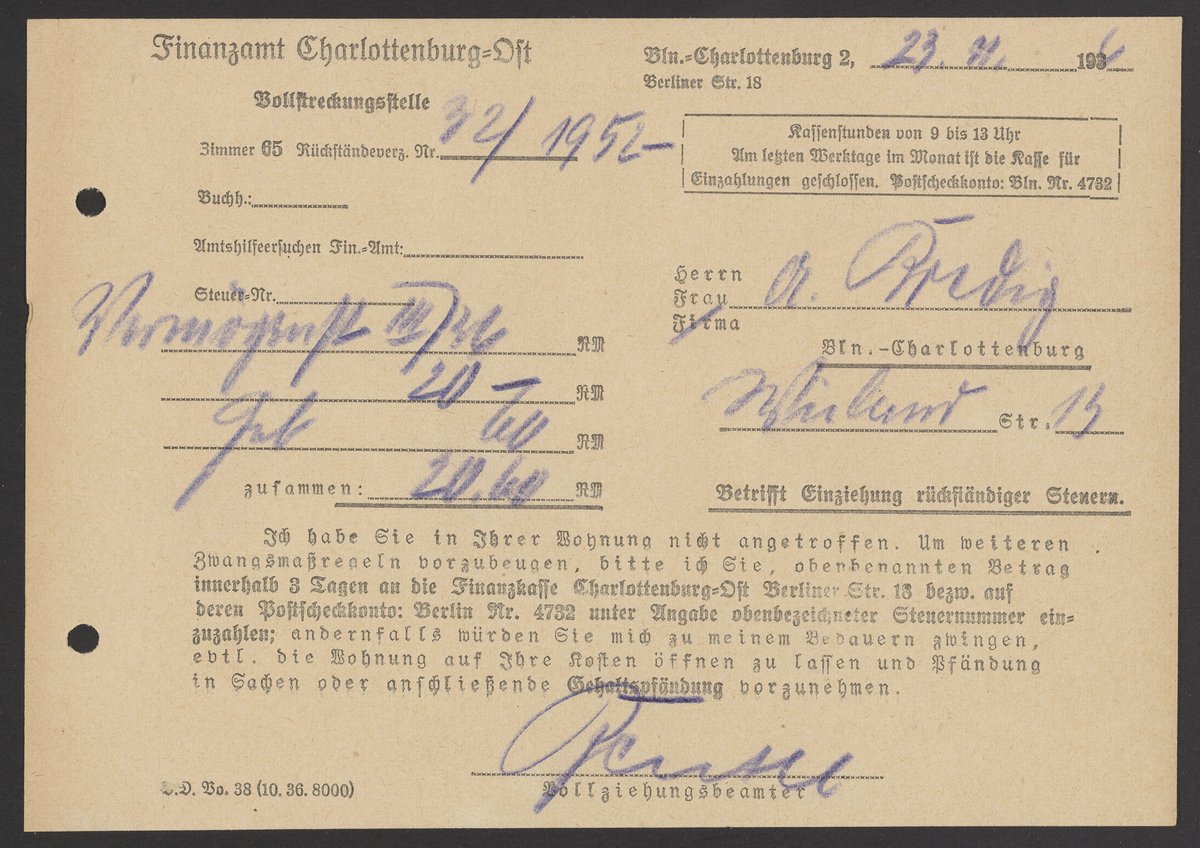 Finanzamt Charlottenburg-Ost
Bln.-Charlottenburg 2, 23. 11. 1936
Berliner Str. 18
Vollstreckungsstelle
Zimmer 65 Rückständeverz. Nr. 32/1952
Kassenstunden von 9 bis 13 Uhr
Am letzten Werktage im Monat ist die Kasse für
Einzahlungen geschlossen. Postscheckkonto: Bln. Nr. 4732
Buchh.:
Amtshilfeersuchen Fin.-Amt:
Steuer-Nr.
Herrn
Frau A. Bredig
Firma
Vermögenst 36 RM
Bln.-Charlottenburg
20 — RM
Wieland Str. 13
Geb 60 RM
zusammen: 20.60 RM
Betrifft Einziehung rückständiger Steuern.
Ich habe Sie in Ihrer Wohnung nicht angetroffen. Um weiteren
Zwangsmaßregeln vorzubeugen, bitte ich Sie, obenbenannten Betrag
innerhalb 3 Tagen an die Finanzkasse Charlottenburg-Ost Berliner Str. 18 bezw. auf
deren Postscheckkonto: Berlin Nr. 4732 unter Angabe obenbezeichneter Steuernummer ein-
zuzahlen; andernfalls würden Sie mich zu meinem Bedauern zwingen,
evtl. die Wohnung auf Ihre Kosten öffnen zu lassen und Pfändung
in Sachen oder anschließende Gehaltspfändung vorzunehmen.
Vollziehungsbeamter
V.D. Vo. 38 (10. 36. 8000)